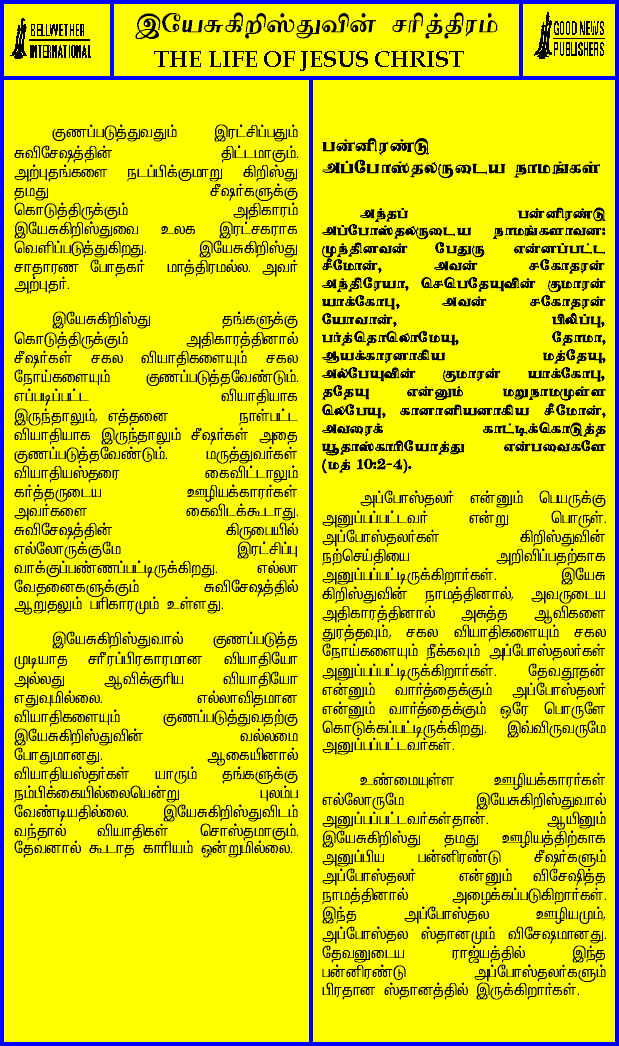 BELLWETHER
INTERNATIONAL
இயேசுகிறிஸ்துவின் சரித்திரம்
THE LIFE OF JESUS CHRIST
GOOD NEWS
PUBLISHERS
குணப்படுத்துவதும் இரட்சிப்பதும்
சுவிசேஷத்தின் திட்டமாகும்.
அற்புதங்களை நடப்பிக்குமாறு கிறிஸ்து
தமது சீஷர்களுக்கு
கொடுத்திருக்கும் அதிகாரம்
இயேசுகிறிஸ்துவை உலக இரட்சகராக
வெளிப்படுத்துகிறது. இயேசுகிறிஸ்து
சாதாரண போதகர் மாத்திரமல்ல. அவர்
அற்புதர்.
இயேசுகிறிஸ்து தங்களுக்கு
கொடுத்திருக்கும் அதிகாரத்தினால்
சீஷர்கள் சகல வியாதிகளையும் சகல
நோய்களையும் குணப்படுத்தவேண்டும்.
எப்படிப்பட்ட வியாதியாக
இருந்தாலும், எத்தனை நாள்பட்ட
வியாதியாக இருந்தாலும் சீஷர்கள் அதை
குணப்படுத்தவேண்டும். மருத்துவர்கள்
வியாதியஸ்தரை கைவிட்டாலும்
கர்த்தருடைய ஊழியக்காரர்கள்
அவர்களை கைவிடக்கூடாது.
சுவிசேஷத்தின் கிருபையில்
எல்லோருக்குமே இரட்சிப்பு
வாக்குப்பண்ணப்பட்டிருக்கிறது. எல்லா
வேதனைகளுக்கும் சுவிசேஷத்தில்
ஆறுதலும் பரிகாரமும் உள்ளது.
இயேசுகிறிஸ்துவால் குணப்படுத்த
முடியாத சரீரப்பிரகாரமான வியாதியோ
அல்லது ஆவிக்குரிய வியாதியோ
எதுவுமில்லை. எல்லாவிதமான
வியாதிகளையும் குணப்படுத்துவதற்கு
இயேசுகிறிஸ்துவின் வல்லமை
போதுமானது. ஆகையினால்
வியாதியஸ்தர்கள் யாரும் தங்களுக்கு
நம்பிக்கையில்லையென்று புலம்ப
வேண்டியதில்லை. இயேசுகிறிஸ்துவிடம்
வந்தால் வியாதிகள் சொஸ்தமாகும்.
தேவனால் கூடாத காரியம் ஒன்றுமில்லை.
பன்னிரண்டு
அப்போஸ்தலருடைய நாமங்கள்
அந்தப் பன்னிரண்டு
அப்போஸ்தலருடைய நாமங்களாவன:
முந்தினவன் பேதுரு என்னப்பட்ட
சீமோன், அவன் சகோதரன்
அந்திரேயா, செபெதேயுவின் குமாரன்
யாக்கோபு, அவன் சகோதரன்
யோவான், பிலிப்பு,
பர்த்தொலொமேயு, தோமா,
ஆயக்காரனாகிய மத்தேயு,
அல்பேயுவின் குமாரன் யாக்கோபு,
ததேயு என்னும் மறுநாமமுள்ள
லெபேயு, கானானியனாகிய சீமோன்,
அவரைக் காட்டிக்கொடுத்த
யூதாஸ்காரியோத்து என்பவைகளே
(மத் 10:2-4).
அப்போஸ்தலர் என்னும் பெயருக்கு
அனுப்பப்பட்டவர் என்று பொருள்.
அப்போஸ்தலர்கள் கிறிஸ்துவின்
நற்செய்தியை அறிவிப்பதற்காக
அனுப்பப்பட்டிருக்கிறார்கள். இயேசு
கிறிஸ்துவின் நாமத்தினால், அவருடைய
அதிகாரத்தினால் அசுத்த ஆவிகளை
துரத்தவும், சகல வியாதிகளையும் சகல
நோய்களையும் நீக்கவும் அப்போஸ்தலர்கள்
அனுப்பப்பட்டிருக்கிறார்கள். தேவதூதன்
என்னும் வார்த்தைக்கும் அப்போஸ்தலர்
என்னும் வார்த்தைக்கும் ஒரே பொருளே
கொடுக்கப்பட்டிருக்கிறது. இவ்விருவருமே
அனுப்பப்பட்டவர்கள்.
உண்மையுள்ள ஊழியக்காரர்கள்
எல்லோருமே இயேசுகிறிஸ்துவால்
அனுப்பப்பட்டவர்கள்தான். ஆயினும்
இயேசுகிறிஸ்து தமது ஊழியத்திற்காக
அனுப்பிய பன்னிரண்டு சீஷர்களும்
அப்போஸ்தலர் என்னும் விசேஷித்த
நாமத்தினால் அழைக்கப்படுகிறார்கள்.
இந்த அப்போஸ்தல ஊழியமும்,
அப்போஸ்தல ஸ்தானமும் விசேஷமானது.
தேவனுடைய ராஜ்யத்தில் இந்த
பன்னிரண்டு அப்போஸ்தலர்களும்
பிரதான ஸ்தானத்தில் இருக்கிறார்கள்.